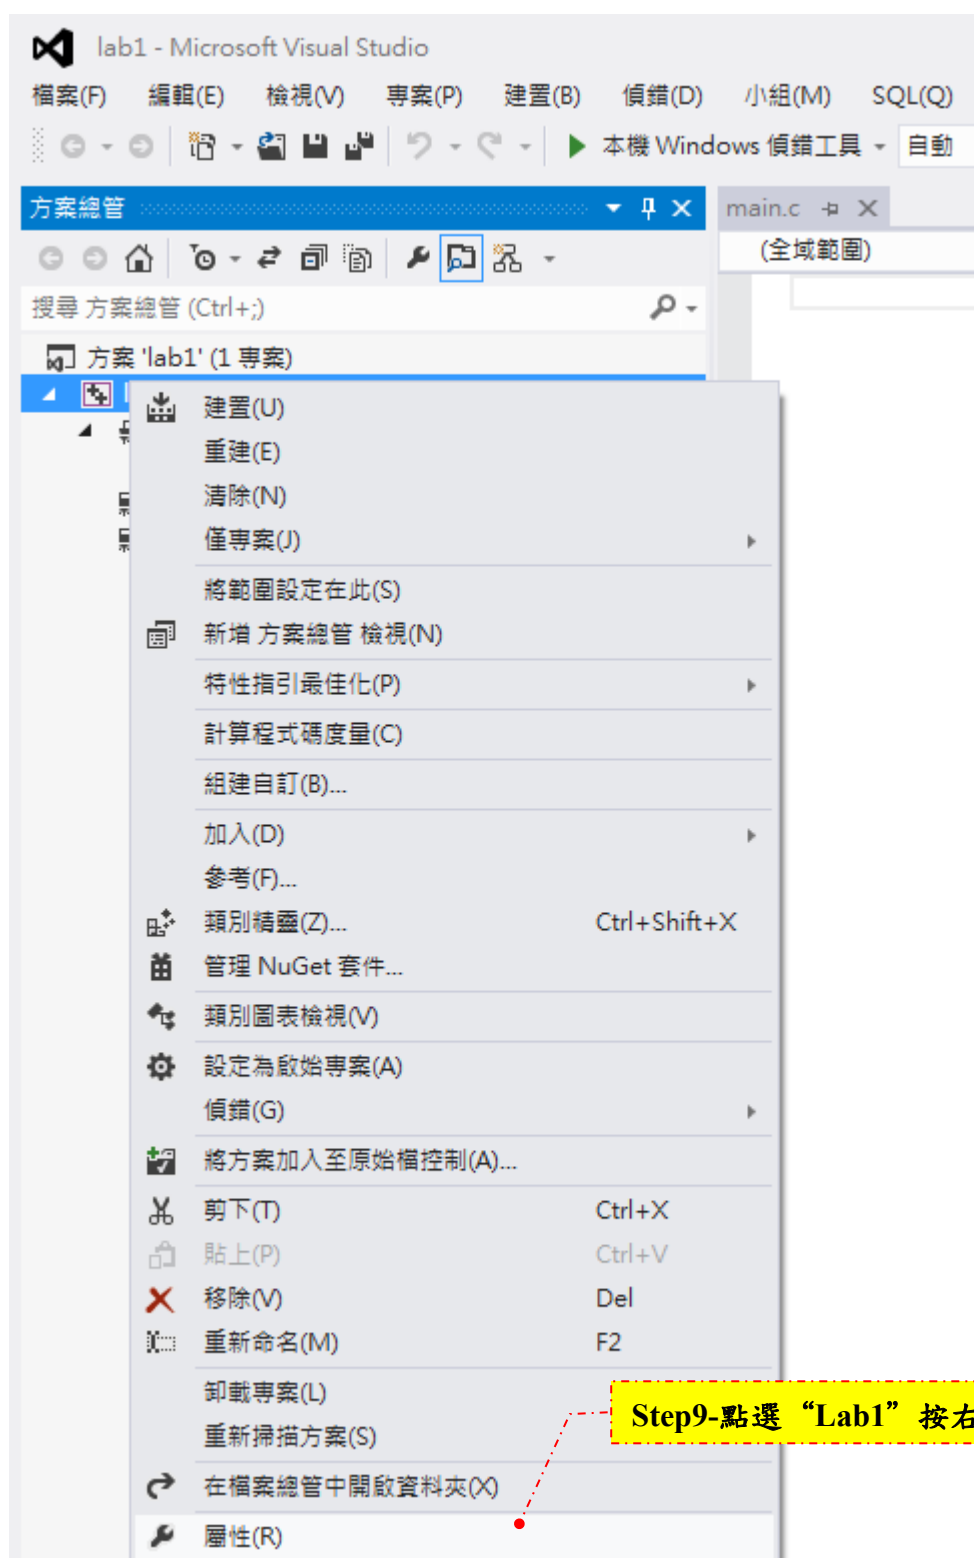 lab1 - Microsoft Visual Studio
檔案(F) 編輯(E) 檢視(V) 專案(P) 建置(B) 偵錯(D) 小組(M) SQL(Q)
本機 Windows 偵錯工具 自動
方案總管
main.c
(全域範圍)
搜尋 方案總管 (Ctrl+;)
方案 'lab1' (1 專案)
建置(U)
重建(E)
清除(N)
僅專案(J)
將範圍設定在此(S)
新增 方案總管 檢視(N)
特性指引最佳化(P)
計算程式碼度量(C)
組建自訂(B)...
加入(D)
參考(F)...
類別精靈(Z)... Ctrl+Shift+X
管理 NuGet 套件...
類別圖表檢視(V)
設定為啟始專案(A)
偵錯(G)
將方案加入至原始檔控制(A)...
剪下(T) Ctrl+X
貼上(P) Ctrl+V
移除(V) Del
重新命名(M) F2
卸載專案(L)
Step9-點選“Lab1”按右
重新掃描方案(S)
在檔案總管中開啟資料夾(X)
屬性(R)